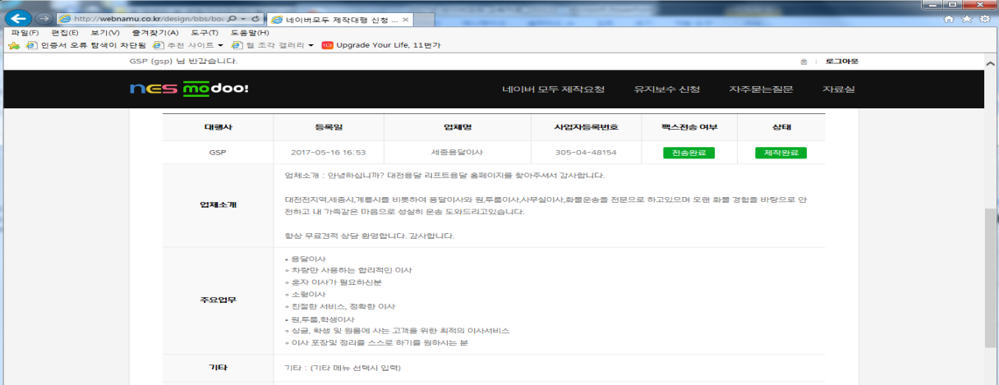 http://webnamu.co.kr/design/bbs/bo
네이버모두 제작대행 신청 ...
파일(F) 편집(E) 보기(V) 즐겨찾기(A) 도구(T) 도움말(H)
인증서 오류 탐색이 차단됨 추천 사이트 웹 조각 갤러리 Upgrade Your Life, 11번가
GSP (gsp) 님 반갑습니다. 홈 | 로그아웃
nes modoo! 네이버 모두 제작요청 유지보수 신청 자주묻는질문 자료실
대행사 등록일 업체명 사업자등록번호 팩스전송 여부 상태
GSP 2017-05-16 16:53 세종용달이사 305-04-48154 전송완료 제작완료
업체소개
업체소개 : 안녕하십니까? 대전용달 리프트용달 홈페이지를 찾아주셔서 감사합니다.
대전전지역,세종시,계룡시를 비롯하여 용달이사와 원,투룸이사,사무실이사,화물운송을 전문으로 하고있으며 오랜 화물 경험을 바탕으로 안
전하고 내 가족같은 마음으로 성실히 운송 도와드리고있습니다.
항상 무료견적 상담 환영합니다. 감사합니다.
주요업무
• 용달이사
◦ 차량만 사용하는 합리적인 이사
◦ 혼자 이사가 필요하신분
◦ 소형이사
◦ 친절한 서비스, 정확한 이사
• 원,투룸,학생이사
◦ 싱글, 학생 및 원룸에 사는 고객을 위한 최적의 이사서비스
◦ 이사 포장및 정리를 스스로 하기를 원하시는 분
기타 기타 : (기타 메뉴 선택시 입력)